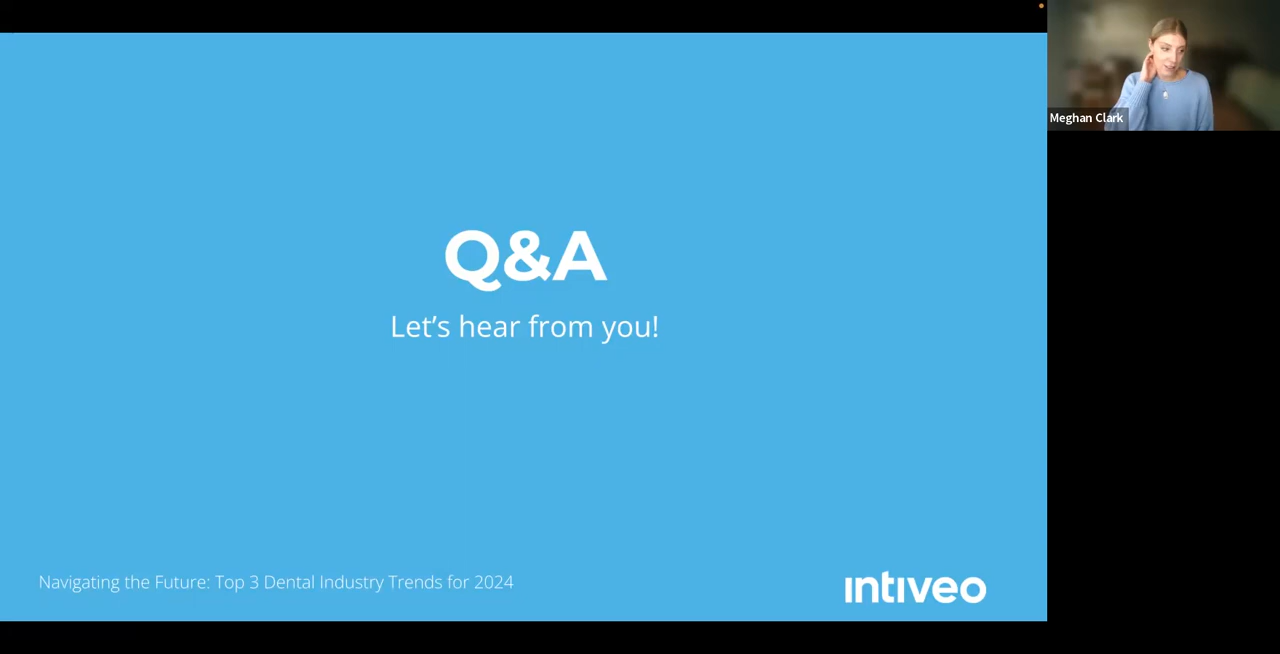 Q&A
Let's hear from you!
Navigating the Future: Top 3 Dental Industry Trends for 2024
intiveo
Meghan Clark